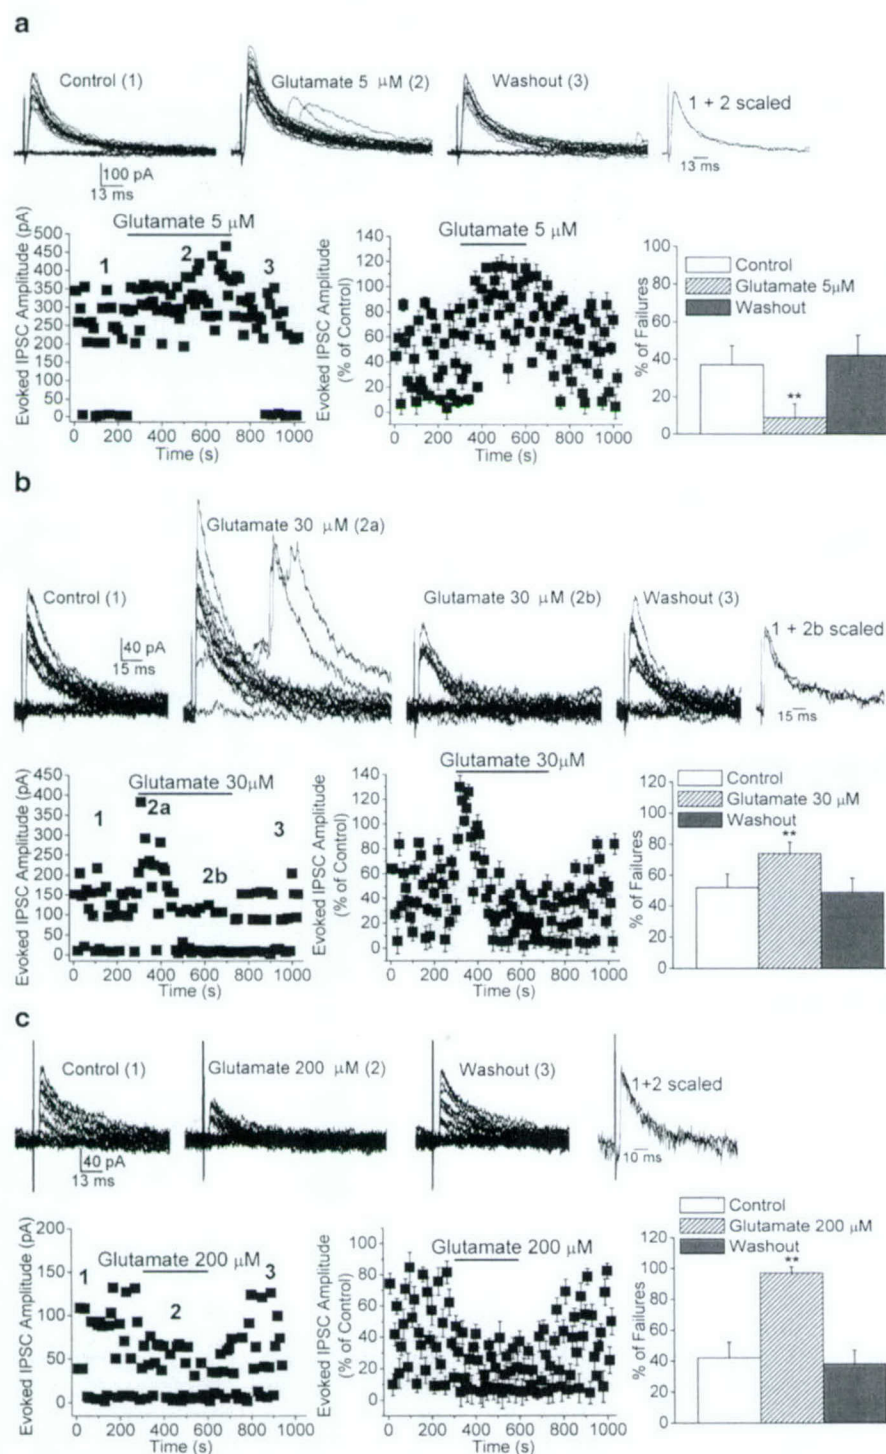 a
Control (1)
Glutamate 5 μM (2)
Washout (3)
1 + 2 scaled
100 pA
13 ms
13 ms
Glutamate 5 μM
Evoked IPSC Amplitude (pA)
500
450
400
350
300
250
200
150
100
50
0
1
2
3
0 200 400 600 800 1000
Time (s)
Glutamate 5 μM
Evoked IPSC Amplitude
(% of Control)
140
120
100
80
60
40
20
0
0 200 400 600 800 1000
Time (s)
% of Failures
100
80
60
40
20
0
Control
Glutamate 5μM
Washout
**
b
Control (1)
Glutamate 30 μM (2a)
Glutamate 30 μM (2b)
Washout (3)
1 + 2b scaled
40 pA
15 ms
15 ms
Glutamate 30μM
Evoked IPSC Amplitude (pA)
450
400
350
300
250
200
150
100
50
0
1
2a
2b
3
0 200 400 600 800 1000
Time (s)
Glutamate 30μM
Evoked IPSC Amplitude
(% of Control)
140
120
100
80
60
40
20
0
0 200 400 600 800 1000
Time (s)
% of Failures
120
100
80
60
40
20
0
Control
Glutamate 30 μM
Washout
**
c
Control (1)
Glutamate 200 μM (2)
Washout (3)
1+2 scaled
40 pA
13 ms
10 ms
Glutamate 200 μM
Evoked IPSC Amplitude (pA)
200
150
100
50
0
1
2
3
0 200 400 600 800 1000
Time (s)
Glutamate 200 μM
Evoked IPSC Amplitude
(% of Control)
100
80
60
40
20
0
0 200 400 600 800 1000
Time (s)
% of Failures
120
100
80
60
40
20
0
Control
Glutamate 200 μM
Washout
**